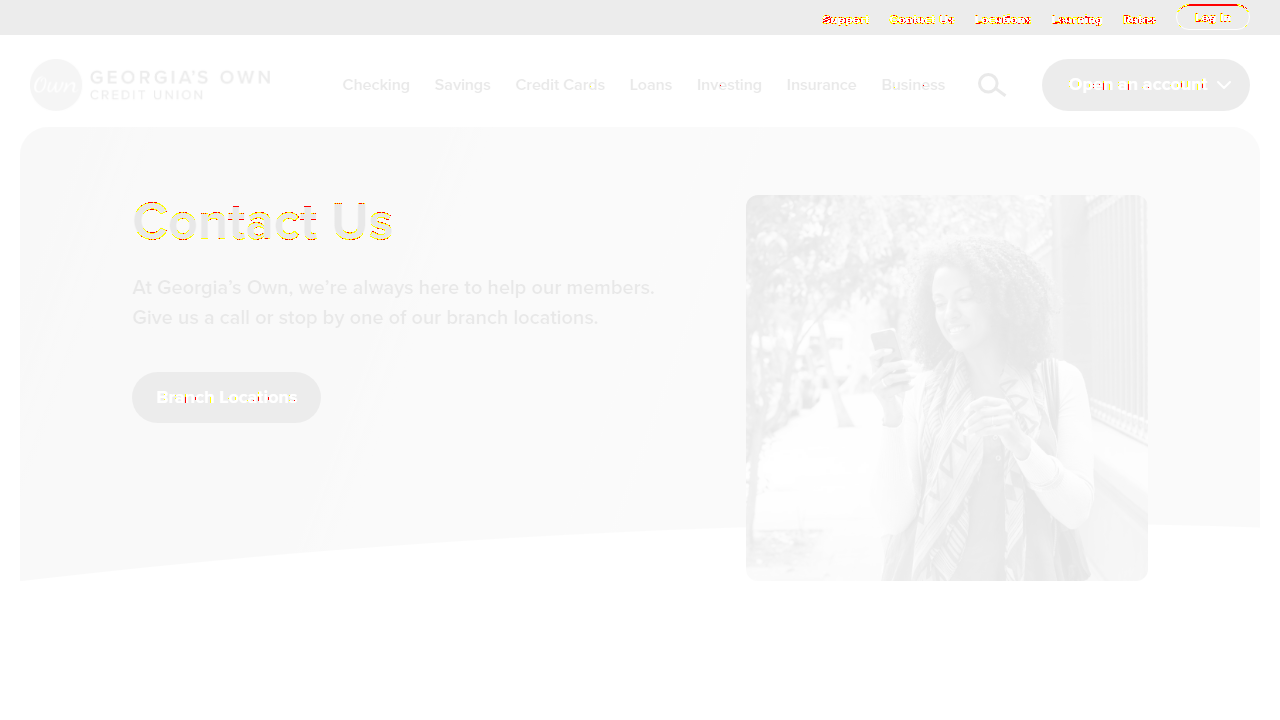 Support Contact Us Locations Learning Rates Log In
Own GEORGIA'S OWN
CREDIT UNION
Checking Savings Credit Cards Loans Investing Insurance Business Open an account
Contact Us
At Georgia's Own, we're always here to help our members.
Give us a call or stop by one of our branch locations.
Branch Locations